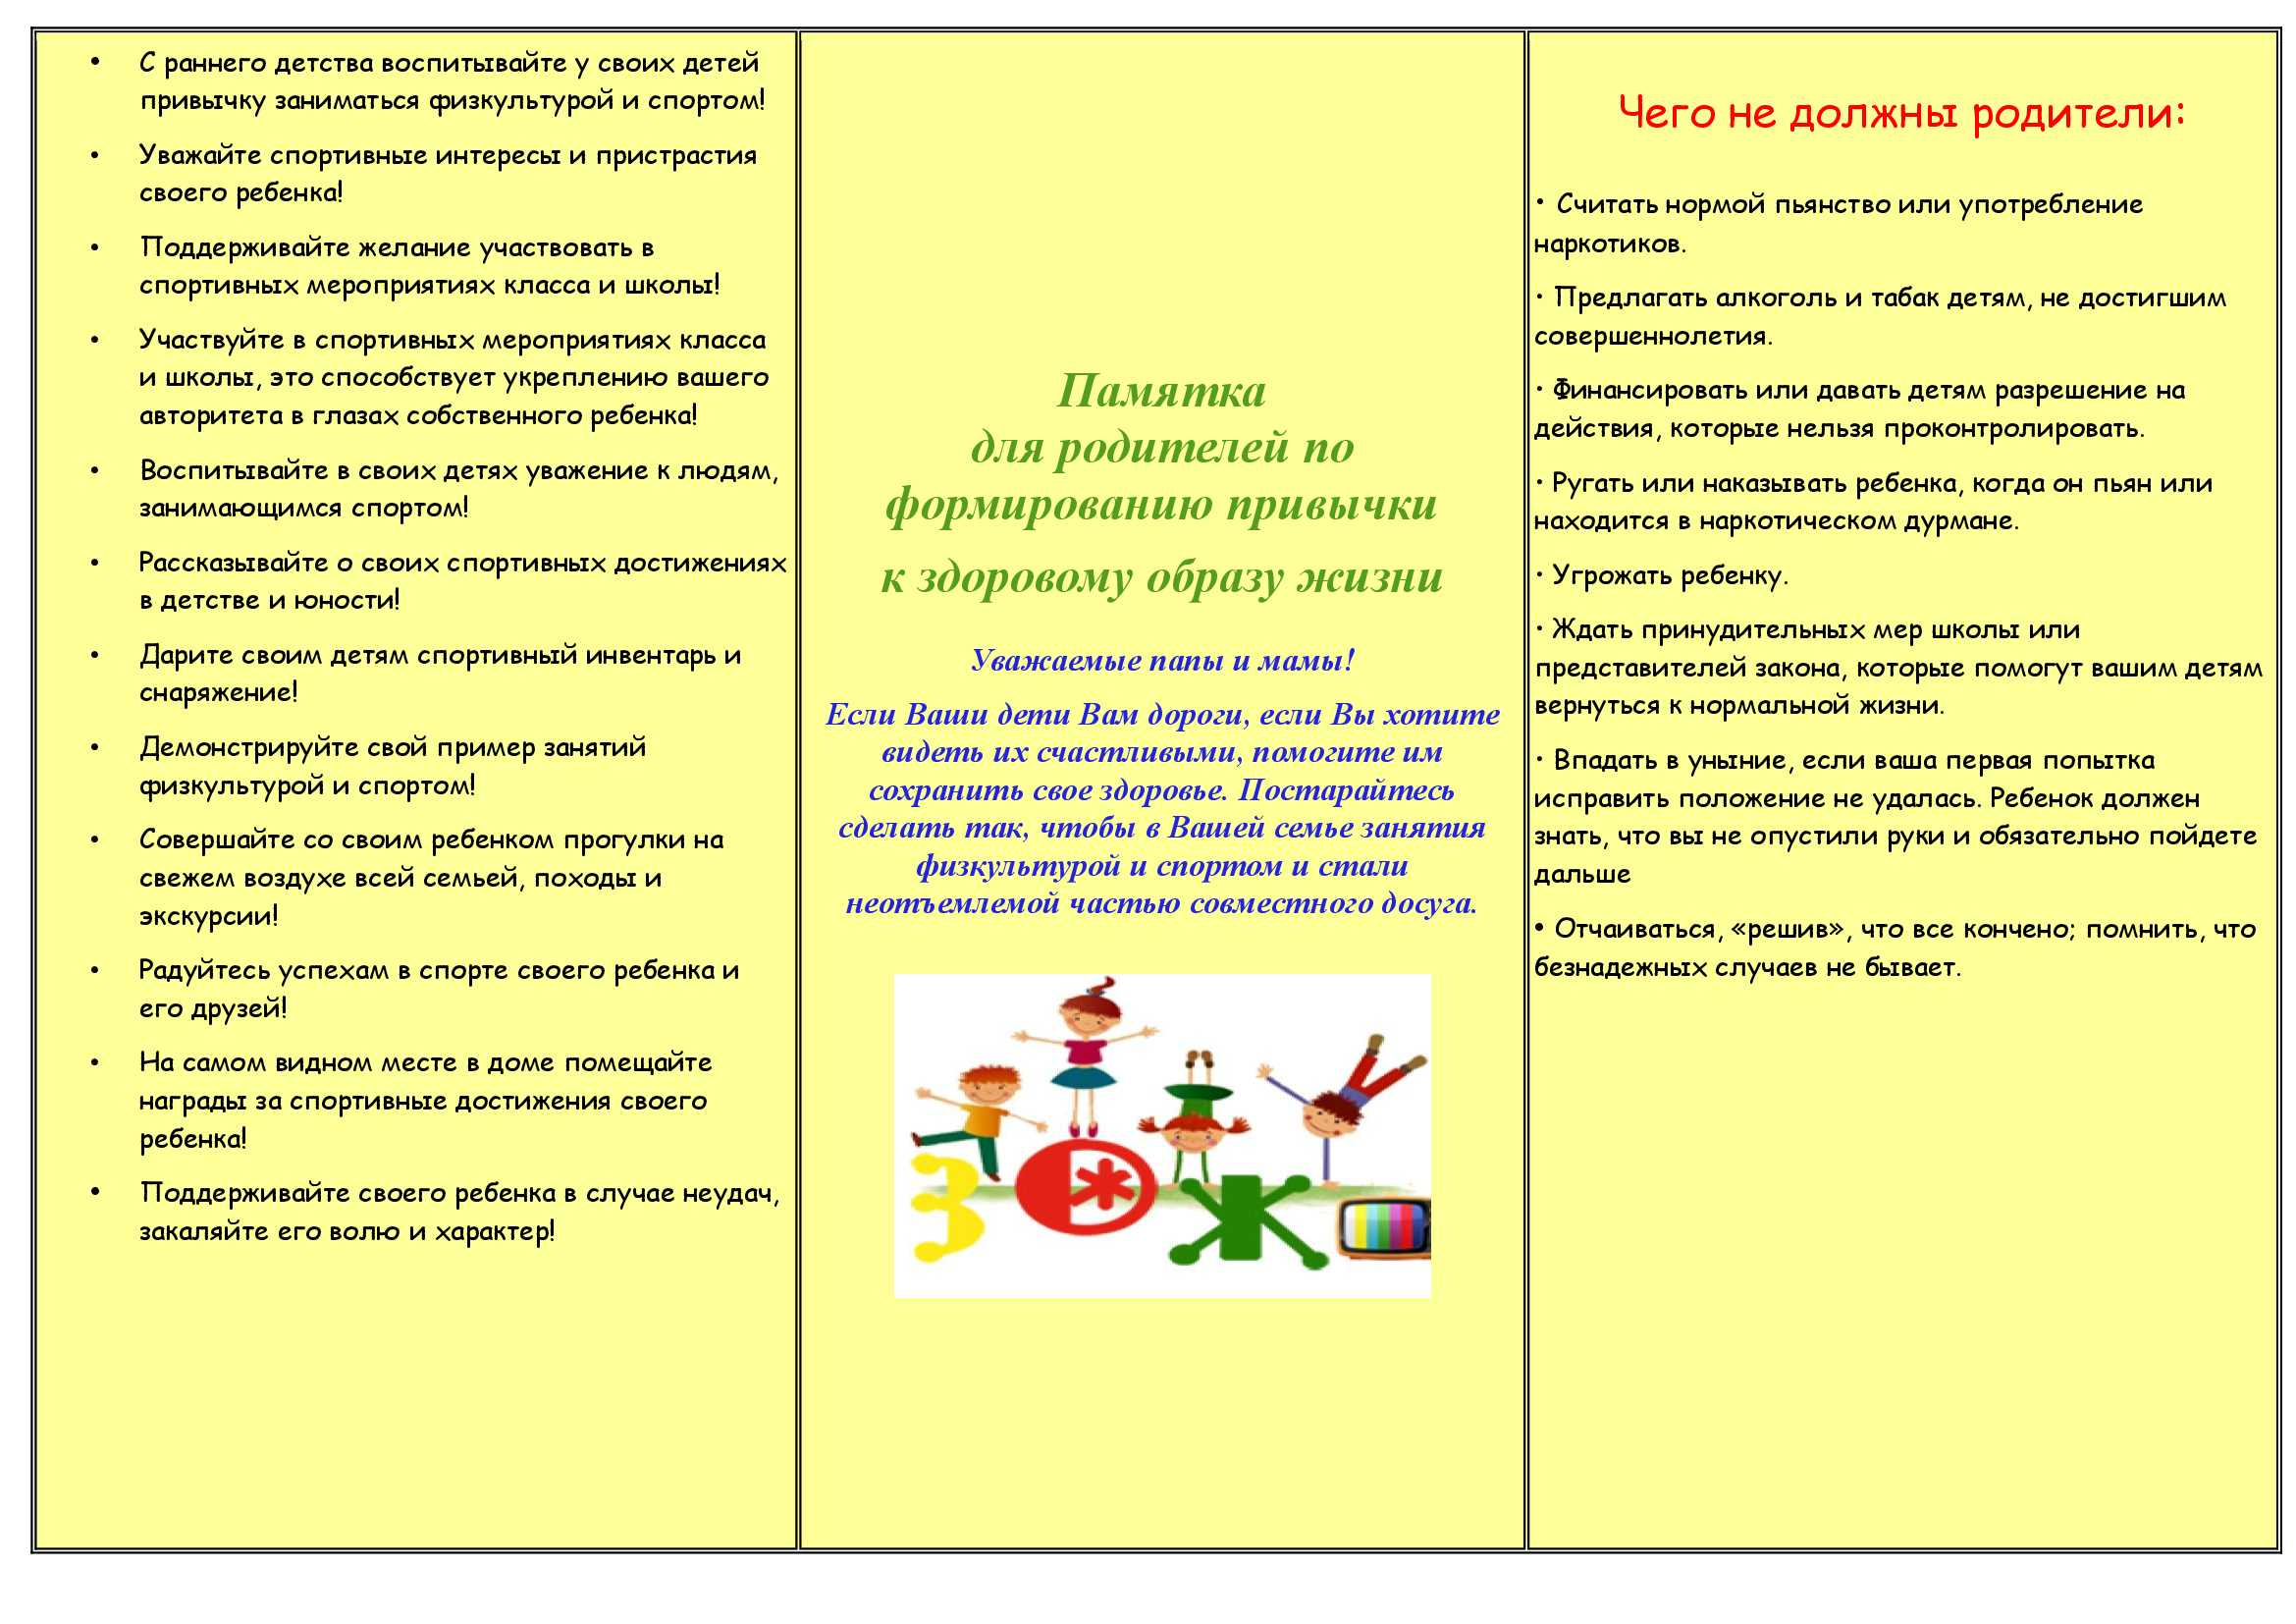 • С раннего детства воспитывайте у своих детей
привычку заниматься физкультурой и спортом!
• Уважайте спортивные интересы и пристрастия
своего ребенка!
• Поддерживайте желание участвовать в
спортивных мероприятиях класса и школы!
• Участвуйте в спортивных мероприятиях класса
и школы, это способствует укреплению вашего
авторитета в глазах собственного ребенка!
• Воспитывайте в своих детях уважение к людям,
занимающимся спортом!
• Рассказывайте о своих спортивных достижениях
в детстве и юности!
• Дарите своим детям спортивный инвентарь и
снаряжение!
• Демонстрируйте свой пример занятий
физкультурой и спортом!
• Совершайте со своим ребенком прогулки на
свежем воздухе всей семьей, походы и
экскурсии!
• Радуйтесь успехам в спорте своего ребенка и
его друзей!
• На самом видном месте в доме помещайте
награды за спортивные достижения своего
ребенка!
• Поддерживайте своего ребенка в случае неудач,
закаляйте его волю и характер!
Памятка
для родителей по
формированию привычки
к здоровому образу жизни
Уважаемые папы и мамы!
Если Ваши дети Вам дороги, если Вы хотите
видеть их счастливыми, помогите им
сохранить свое здоровье. Постарайтесь
сделать так, чтобы в Вашей семье занятия
физкультурой и спортом и стали
неотъемлемой частью совместного досуга.
ЗОЖ
Чего не должны родители:
• Считать нормой пьянство или употребление
наркотиков.
• Предлагать алкоголь и табак детям, не достигшим
совершеннолетия.
• Финансировать или давать детям разрешение на
действия, которые нельзя проконтролировать.
• Ругать или наказывать ребенка, когда он пьян или
находится в наркотическом дурмане.
• Угрожать ребенку.
• Ждать принудительных мер школы или
представителей закона, которые помогут вашим детям
вернуться к нормальной жизни.
• Впадать в уныние, если ваша первая попытка
исправить положение не удалась. Ребенок должен
знать, что вы не опустили руки и обязательно пойдете
дальше
• Отчаиваться, «решив», что все кончено; помнить, что
безнадежных случаев не бывает.